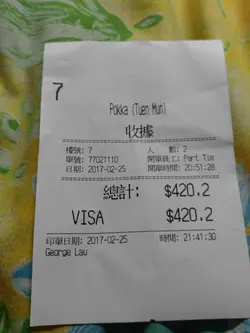 7
Pokka (Tuen Mun)
收據
檯號: 7 人 數: 2
單號: 77021110 開單員工: Part Tim
日期: 2017-02-25 開單時間: 20:51:28
總計: $420.2
VISA $420.2
印單日期: 2017-02-25 時間: 21:41:30
George Lau